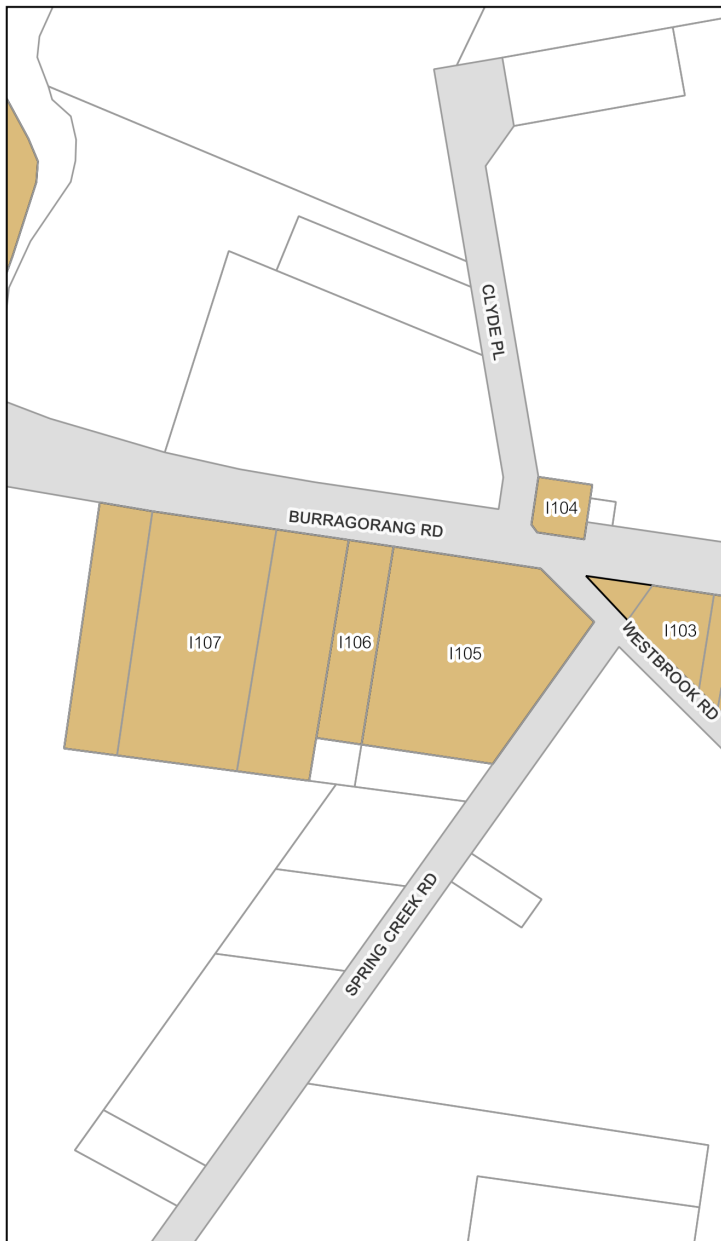 CLYDE PL
I104
BURRAGORANG RD
I107
I106
I105
I103
WESTBROOK RD
SPRING CREEK RD